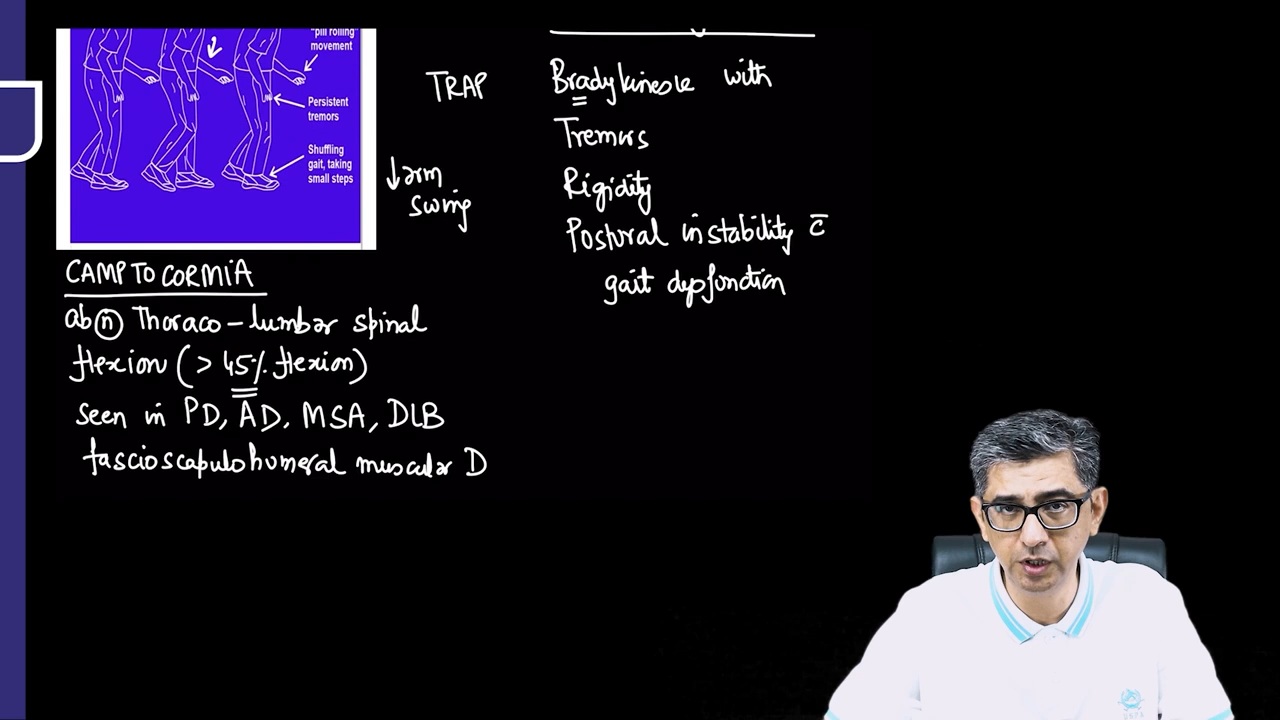 "pill rolling
movement
Persistent
tremors
Shuffling
gait, taking
small steps
↓arm
swing
TRAP
Bradykinesie with
Tremors
Rigidity
Postural instability c̄
gait dysfunction
CAMPTOCORMIA
ab(n) Thoraco-lumbar spinal
flexion (> 45% flexion)
seen in PD, AD, MSA, DLB
fascioscapulohumeral muscular D